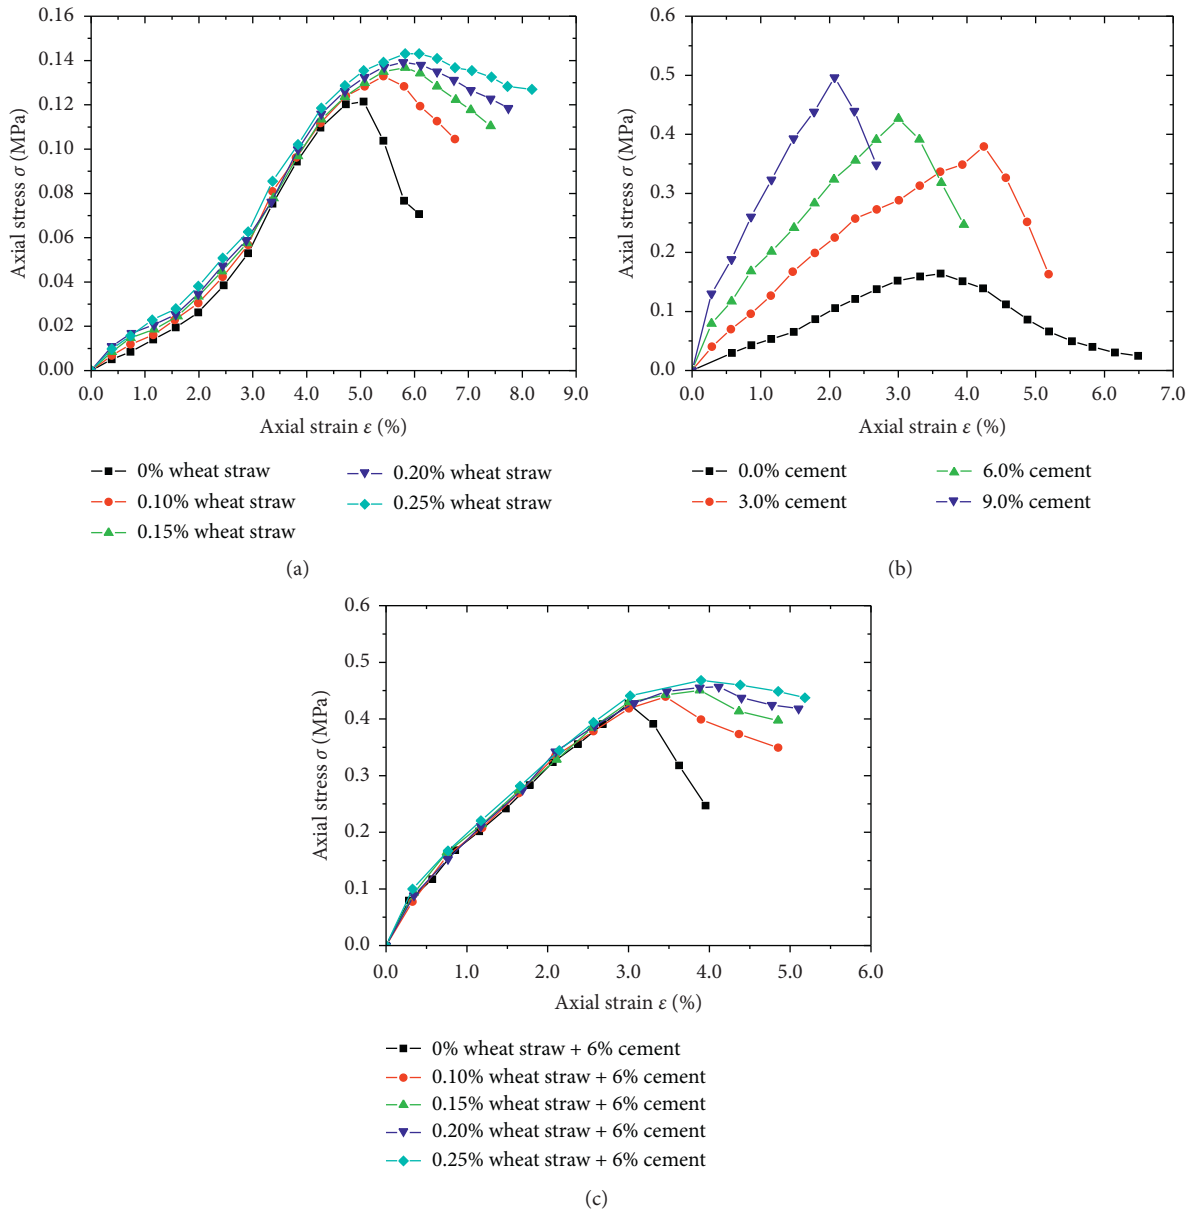 0.16
0.14
0.12
0.10
0.08
0.06
0.04
0.02
0.00
Axial stress σ (MPa)
0.0 1.0 2.0 3.0 4.0 5.0 6.0 7.0 8.0 9.0
Axial strain ε (%)
0% wheat straw
0.10% wheat straw
0.15% wheat straw
0.20% wheat straw
0.25% wheat straw
(a)
0.6
0.5
0.4
0.3
0.2
0.1
0.0
Axial stress σ (MPa)
0.0 1.0 2.0 3.0 4.0 5.0 6.0 7.0
Axial strain ε (%)
0.0% cement
3.0% cement
6.0% cement
9.0% cement
(b)
0.6
0.5
0.4
0.3
0.2
0.1
0.0
Axial stress σ (MPa)
0.0 1.0 2.0 3.0 4.0 5.0 6.0
Axial strain ε (%)
0% wheat straw + 6% cement
0.10% wheat straw + 6% cement
0.15% wheat straw + 6% cement
0.20% wheat straw + 6% cement
0.25% wheat straw + 6% cement
(c)